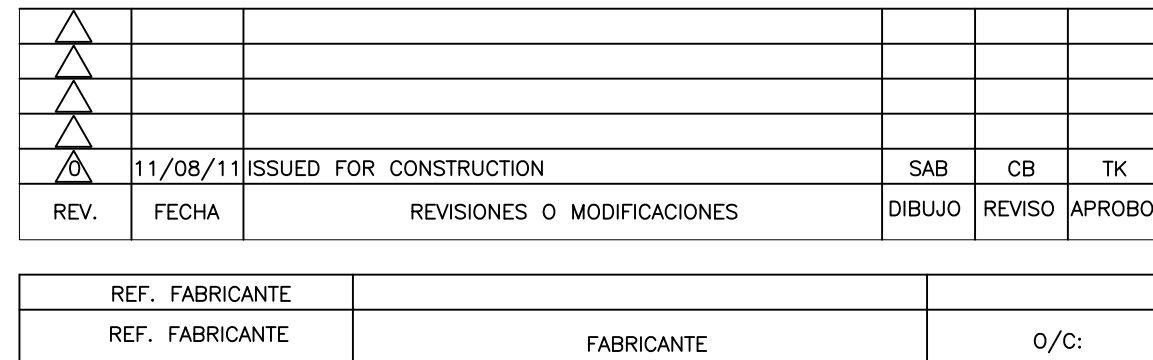 0 11/08/11 ISSUED FOR CONSTRUCTION SAB CB TK
REV. FECHA REVISIONES O MODIFICACIONES DIBUJO REVISO APROBO
REF. FABRICANTE
REF. FABRICANTE FABRICANTE O/C: